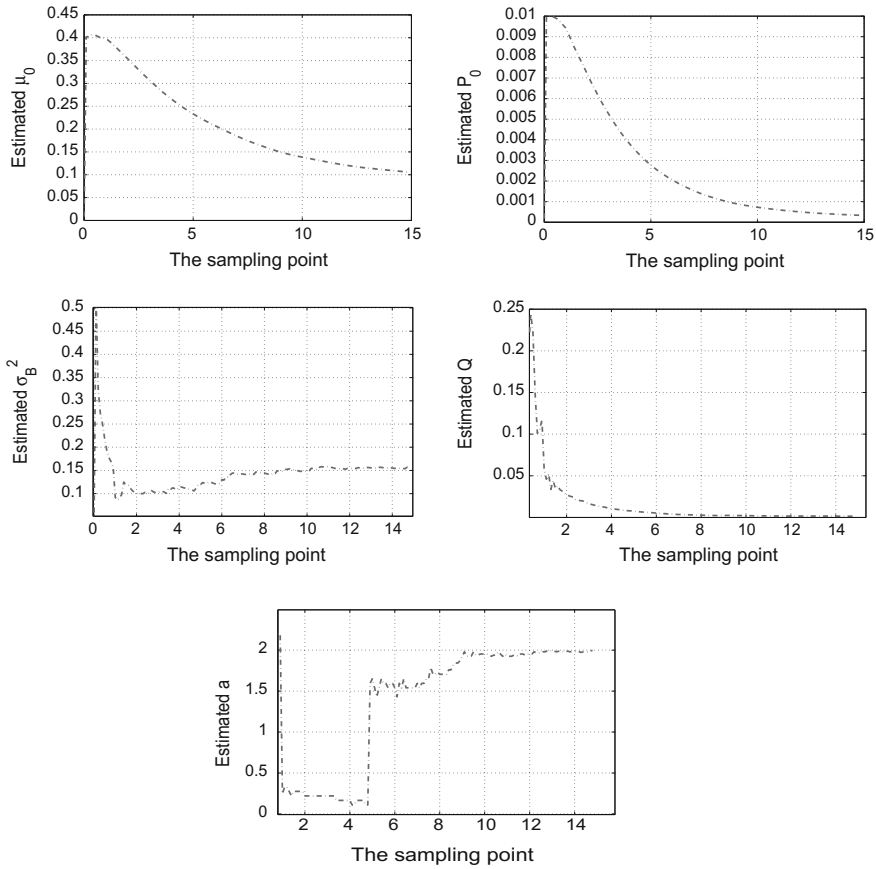 Estimated μ0
0.45
0.4
0.35
0.3
0.25
0.2
0.15
0.1
0.05
0
0 5 10 15
The sampling point
Estimated P0
0.01
0.009
0.008
0.007
0.006
0.005
0.004
0.003
0.002
0.001
0
0 5 10 15
The sampling point
Estimated σB2
0.5
0.45
0.4
0.35
0.3
0.25
0.2
0.15
0.1
0 2 4 6 8 10 12 14
The sampling point
Estimated Q
0.25
0.2
0.15
0.1
0.05
2 4 6 8 10 12 14
The sampling point
Estimated a
2
1.5
1
0.5
0
2 4 6 8 10 12 14
The sampling point